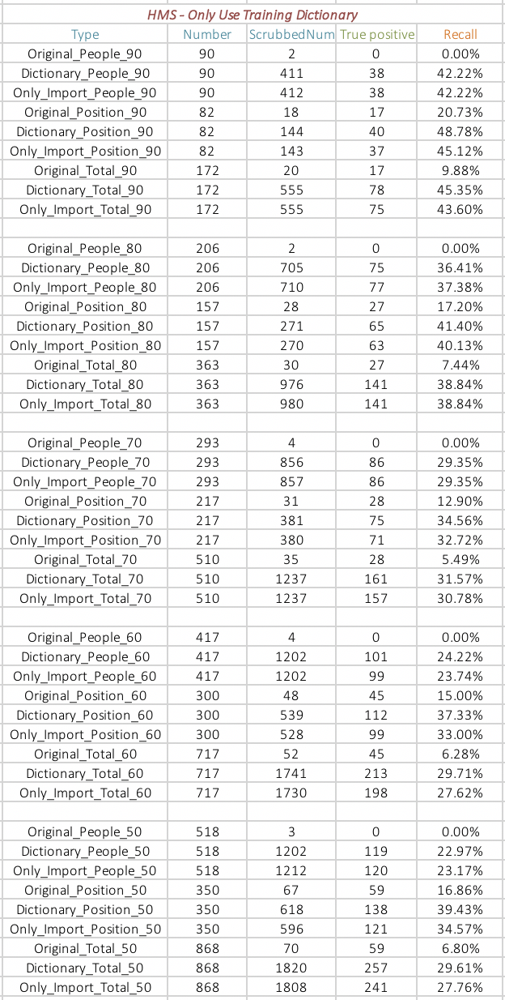 HMS - Only Use Training Dictionary
Type Number ScrubbedNum True positive Recall
Original_People_90 90 2 0 0.00%
Dictionary_People_90 90 411 38 42.22%
Only_Import_People_90 90 412 38 42.22%
Original_Position_90 82 18 17 20.73%
Dictionary_Position_90 82 144 40 48.78%
Only_Import_Position_90 82 143 37 45.12%
Original_Total_90 172 20 17 9.88%
Dictionary_Total_90 172 555 78 45.35%
Only_Import_Total_90 172 555 75 43.60%
Original_People_80 206 2 0 0.00%
Dictionary_People_80 206 705 75 36.41%
Only_Import_People_80 206 710 77 37.38%
Original_Position_80 157 28 27 17.20%
Dictionary_Position_80 157 271 65 41.40%
Only_Import_Position_80 157 270 63 40.13%
Original_Total_80 363 30 27 7.44%
Dictionary_Total_80 363 976 141 38.84%
Only_Import_Total_80 363 980 141 38.84%
Original_People_70 293 4 0 0.00%
Dictionary_People_70 293 856 86 29.35%
Only_Import_People_70 293 857 86 29.35%
Original_Position_70 217 31 28 12.90%
Dictionary_Position_70 217 381 75 34.56%
Only_Import_Position_70 217 380 71 32.72%
Original_Total_70 510 35 28 5.49%
Dictionary_Total_70 510 1237 161 31.57%
Only_Import_Total_70 510 1237 157 30.78%
Original_People_60 417 4 0 0.00%
Dictionary_People_60 417 1202 101 24.22%
Only_Import_People_60 417 1202 99 23.74%
Original_Position_60 300 48 45 15.00%
Dictionary_Position_60 300 539 112 37.33%
Only_Import_Position_60 300 528 99 33.00%
Original_Total_60 717 52 45 6.28%
Dictionary_Total_60 717 1741 213 29.71%
Only_Import_Total_60 717 1730 198 27.62%
Original_People_50 518 3 0 0.00%
Dictionary_People_50 518 1202 119 22.97%
Only_Import_People_50 518 1212 120 23.17%
Original_Position_50 350 67 59 16.86%
Dictionary_Position_50 350 618 138 39.43%
Only_Import_Position_50 350 596 121 34.57%
Original_Total_50 868 70 59 6.80%
Dictionary_Total_50 868 1820 257 29.61%
Only_Import_Total_50 868 1808 241 27.76%